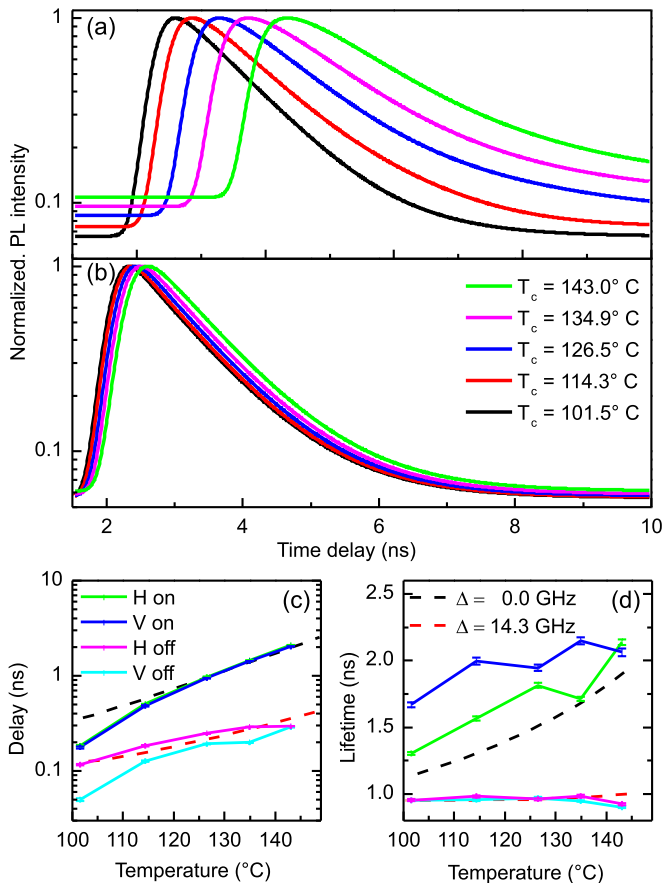 (a)
1
0.1
Normalized. PL intensity
(b)
1
0.1
T_c = 143.0° C
T_c = 134.9° C
T_c = 126.5° C
T_c = 114.3° C
T_c = 101.5° C
2 4 6 8 10
Time delay (ns)
(c)
10
1
0.1
Delay (ns)
H on
V on
H off
V off
100 110 120 130 140
Temperature (°C)
(d)
2.5
2.0
1.5
1.0
Lifetime (ns)
Δ = 0.0 GHz
Δ = 14.3 GHz
100 110 120 130 140
Temperature (°C)